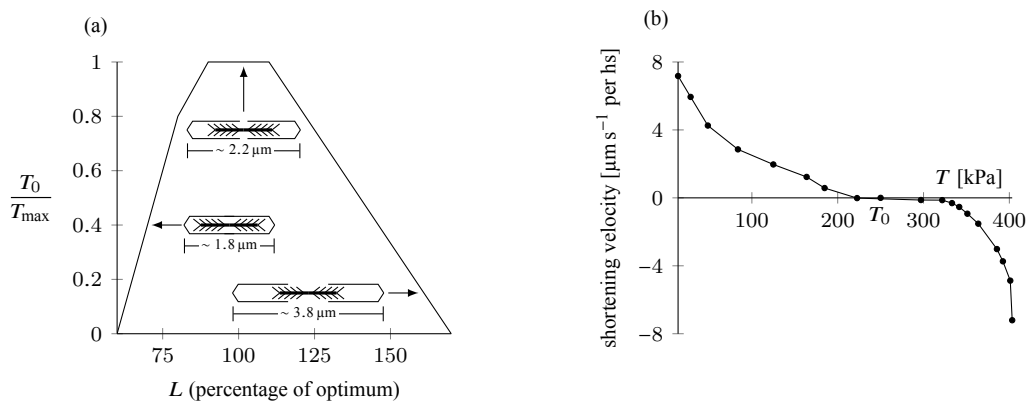 (a)
T₀
T_max
1
0.8
0.6
0.4
0.2
0
75
100
125
150
L (percentage of optimum)
~ 2.2 µm
~ 1.8 µm
~ 3.8 µm
(b)
shortening velocity [µm s⁻¹ per hs]
8
4
0
−4
−8
100
200
300
400
T₀
T [kPa]